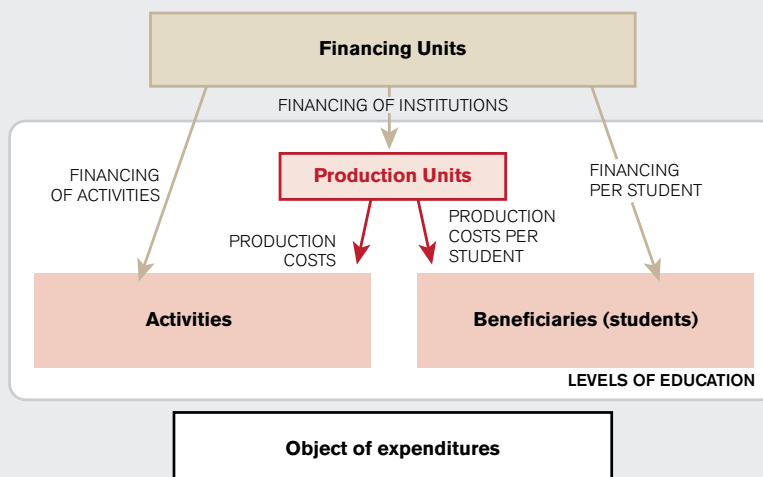 Financing Units
FINANCING OF INSTITUTIONS
FINANCING
OF ACTIVITIES
Production Units
FINANCING
PER STUDENT
PRODUCTION
COSTS
PRODUCTION
COSTS PER
STUDENT
Activities
Beneficiaries (students)
LEVELS OF EDUCATION
Object of expenditures